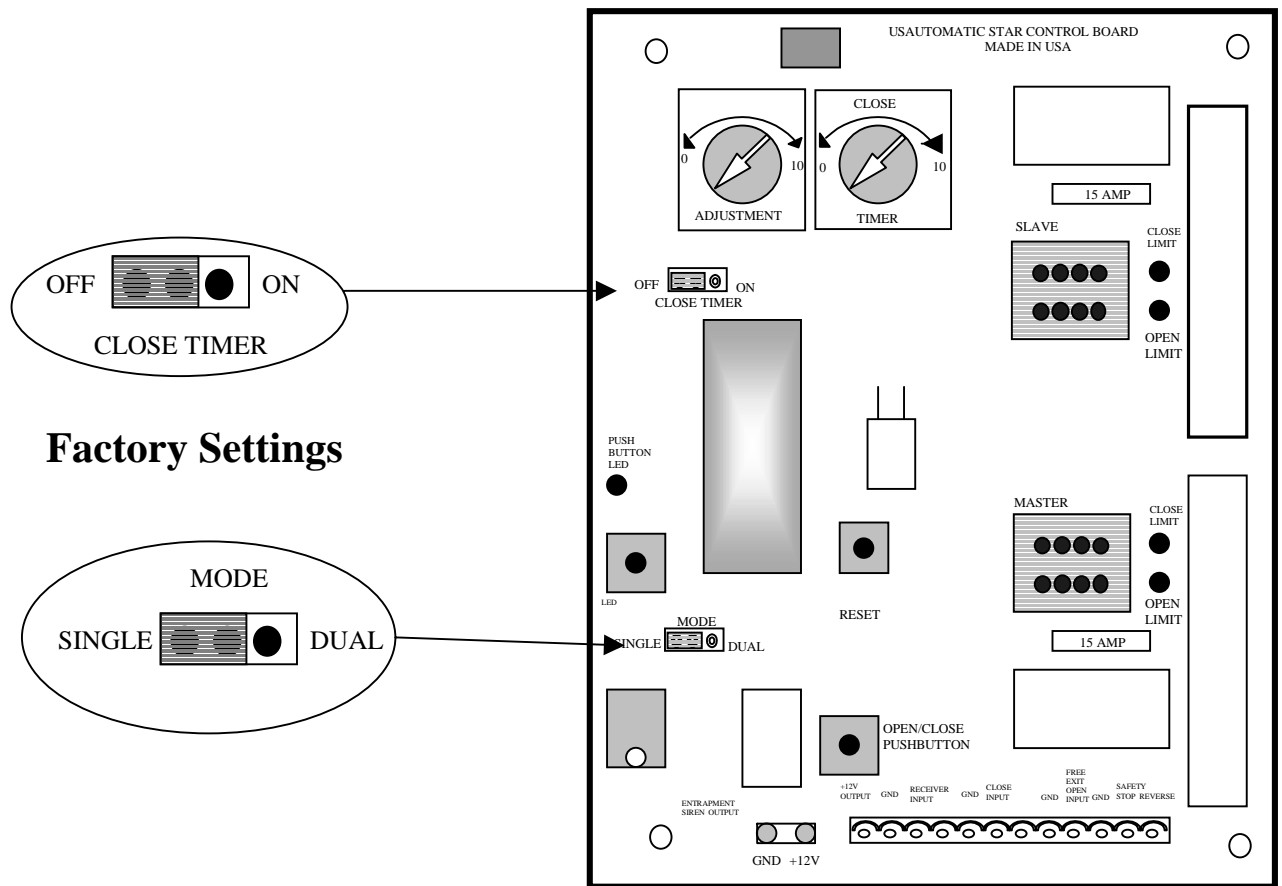 USAUTOMATIC STAR CONTROL BOARD
MADE IN USA
0
10
ADJUSTMENT
CLOSE
0
10
TIMER
15 AMP
SLAVE
CLOSE
LIMIT
OPEN
LIMIT
OFF
ON
CLOSE TIMER
OFF
ON
CLOSE TIMER
Factory Settings
PUSH
BUTTON
LED
MASTER
CLOSE
LIMIT
OPEN
LIMIT
LED
RESET
MODE
SINGLE
DUAL
MODE
SINGLE
DUAL
15 AMP
OPEN/CLOSE
PUSHBUTTON
+12V
OUTPUT
GND
RECEIVER
INPUT
GND
CLOSE
INPUT
GND
FREE
EXIT
OPEN
INPUT
GND
SAFETY
STOP REVERSE
ENTRAPMENT
SIREN OUTPUT
GND +12V